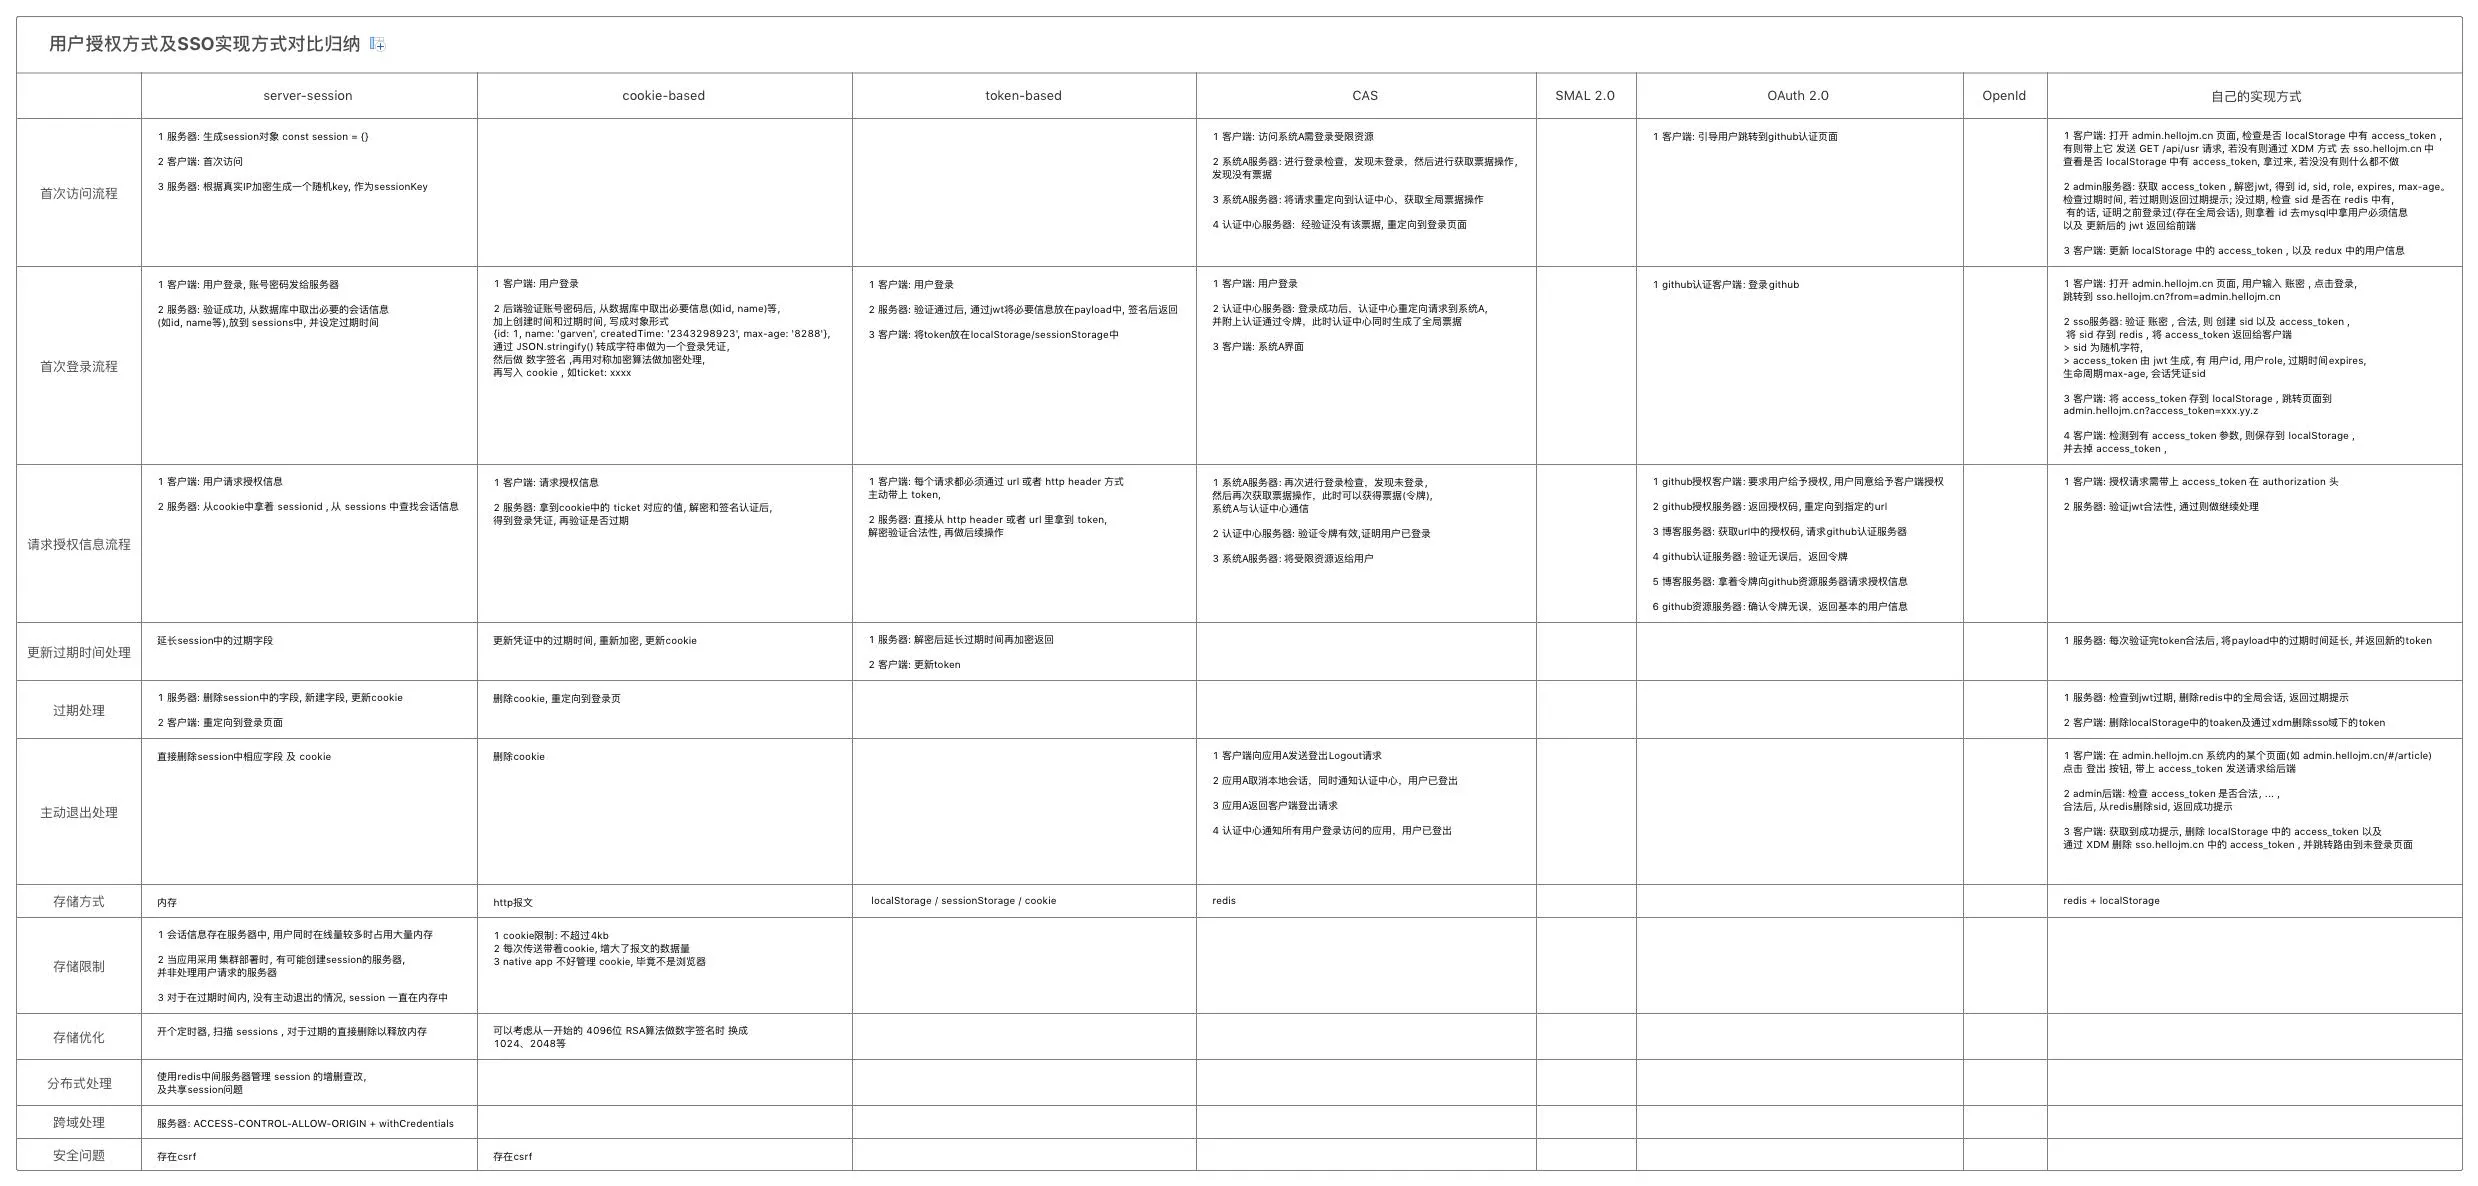 用户授权方式及SSO实现方式对比归纳
server-session
cookie-based
token-based
CAS
SMAL 2.0
OAuth 2.0
OpenId
自己的实现方式
首次访问流程
1 服务器: 生成session对象 const session = {}
2 客户端: 首次访问
3 服务器: 根据真实IP加密生成一个随机key, 作为sessionKey
1 客户端: 访问系统A需登录受限资源
2 系统A服务器: 进行登录检查，发现未登录，然后进行获取票据操作,
发现没有票据
3 系统A服务器: 将请求重定向到认证中心，获取全局票据操作
4 认证中心服务器: 经验证没有该票据, 重定向到登录页面
1 客户端: 引导用户跳转到github认证页面
1 客户端: 打开 admin.hellojm.cn 页面, 检查是否 localStorage 中有 access_token ,
有则带上它 发送 GET /api/usr 请求, 若没有则通过 XDM 方式 去 sso.hellojm.cn 中
查看是否 localStorage 中有 access_token, 拿过来, 若没没有则什么都不做
2 admin服务器: 获取 access_token , 解密jwt, 得到 id, sid, role, expires, max-age。
检查过期时间, 若过期则返回过期提示; 没过期, 检查 sid 是否在 redis 中有,
有的话, 证明之前登录过(存在全局会话), 则拿着 id 去mysql中拿用户必须信息
以及 更新后的 jwt 返回给前端
3 客户端: 更新 localStorage 中的 access_token , 以及 redux 中的用户信息
首次登录流程
1 客户端: 用户登录, 账号密码发给服务器
2 服务器: 验证成功, 从数据库中取出必要的会话信息
(如id, name等),放到 sessions中, 并设定过期时间
1 客户端: 用户登录
2 后端验证账号密码后, 从数据库中取出必要信息(如id, name)等,
加上创建时间和过期时间, 写成对象形式
{id: 1, name: 'garven', createdTime: '2343298923', max-age: '8288'},
通过 JSON.stringify() 转成字符串做为一个登录凭证,
然后做 数字签名 ,再用对称加密算法做加密处理,
再写入 cookie , 如ticket: xxxx
1 客户端: 用户登录
2 服务器: 验证通过后, 通过jwt将必要信息放在payload中, 签名后返回
3 客户端: 将token放在localStorage/sessionStorage中
1 客户端: 用户登录
2 认证中心服务器: 登录成功后，认证中心重定向请求到系统A,
并附上认证通过令牌，此时认证中心同时生成了全局票据
3 客户端: 系统A界面
1 github认证客户端: 登录github
1 客户端: 打开 admin.hellojm.cn 页面, 用户输入 账密 , 点击登录,
跳转到 sso.hellojm.cn?from=admin.hellojm.cn
2 sso服务器: 验证 账密 , 合法, 则 创建 sid 以及 access_token ,
将 sid 存到 redis , 将 access_token 返回给客户端
> sid 为随机字符,
> access_token 由 jwt 生成, 有 用户id, 用户role, 过期时间expires,
生命周期max-age, 会话凭证sid
3 客户端: 将 access_token 存到 localStorage , 跳转页面到
admin.hellojm.cn?access_token=xxx.yy.z
4 客户端: 检测到有 access_token 参数, 则保存到 localStorage ,
并去掉 access_token ,
请求授权信息流程
1 客户端: 用户请求授权信息
2 服务器: 从cookie中拿着 sessionid , 从 sessions 中查找会话信息
1 客户端: 请求授权信息
2 服务器: 拿到cookie中的 ticket 对应的值, 解密和签名认证后,
得到登录凭证, 再验证是否过期
1 客户端: 每个请求都必须通过 url 或者 http header 方式
主动带上 token,
2 服务器: 直接从 http header 或者 url 里拿到 token,
解密验证合法性, 再做后续操作
1 系统A服务器: 再次进行登录检查，发现未登录,
然后再次获取票据操作，此时可以获得票据(令牌),
系统A与认证中心通信
2 认证中心服务器: 验证令牌有效,证明用户已登录
3 系统A服务器: 将受限资源返给用户
1 github授权客户端: 要求用户给予授权, 用户同意给予客户端授权
2 github授权服务器: 返回授权码, 重定向到指定的url
3 博客服务器: 获取url中的授权码, 请求github认证服务器
4 github认证服务器: 验证无误后，返回令牌
5 博客服务器: 拿着令牌向github资源服务器请求授权信息
6 github资源服务器: 确认令牌无误，返回基本的用户信息
1 客户端: 授权请求需带上 access_token 在 authorization 头
2 服务器: 验证jwt合法性, 通过则做继续处理
更新过期时间处理
延长session中的过期字段
更新凭证中的过期时间, 重新加密, 更新cookie
1 服务器: 解密后延长过期时间再加密返回
2 客户端: 更新token
1 服务器: 每次验证完token合法后, 将payload中的过期时间延长, 并返回新的token
过期处理
1 服务器: 删除session中的字段, 新建字段, 更新cookie
2 客户端: 重定向到登录页面
删除cookie, 重定向到登录页
1 服务器: 检查到jwt过期, 删除redis中的全局会话, 返回过期提示
2 客户端: 删除localStorage中的toaken及通过xdm删除sso域下的token
主动退出处理
直接删除session中相应字段 及 cookie
删除cookie
1 客户端向应用A发送登出Logout请求
2 应用A取消本地会话，同时通知认证中心，用户已登出
3 应用A返回客户端登出请求
4 认证中心通知所有用户登录访问的应用，用户已登出
1 客户端: 在 admin.hellojm.cn 系统内的某个页面(如 admin.hellojm.cn/#/article)
点击 登出 按钮, 带上 access_token 发送请求给后端
2 admin后端: 检查 access_token 是否合法, ... ,
合法后, 从redis删除sid, 返回成功提示
3 客户端: 获取到成功提示, 删除 localStorage 中的 access_token 以及
通过 XDM 删除 sso.hellojm.cn 中的 access_token , 并跳转路由到未登录页面
存储方式
内存
http报文
localStorage / sessionStorage / cookie
redis
redis + localStorage
存储限制
1 会话信息存在服务器中, 用户同时在线量较多时占用大量内存
2 当应用采用 集群部署时, 有可能创建session的服务器,
并非处理用户请求的服务器
3 对于在过期时间内, 没有主动退出的情况, session 一直在内存中
1 cookie限制: 不超过4kb
2 每次传送带着cookie, 增大了报文的数据量
3 native app 不好管理 cookie, 毕竟不是浏览器
存储优化
开个定时器, 扫描 sessions , 对于过期的直接删除以释放内存
可以考虑从一开始的 4096位 RSA算法做数字签名时 换成
1024、2048等
分布式处理
使用redis中间服务器管理 session 的增删查改,
及共享session问题
跨域处理
服务器: ACCESS-CONTROL-ALLOW-ORIGIN + withCredentials
安全问题
存在csrf
存在csrf